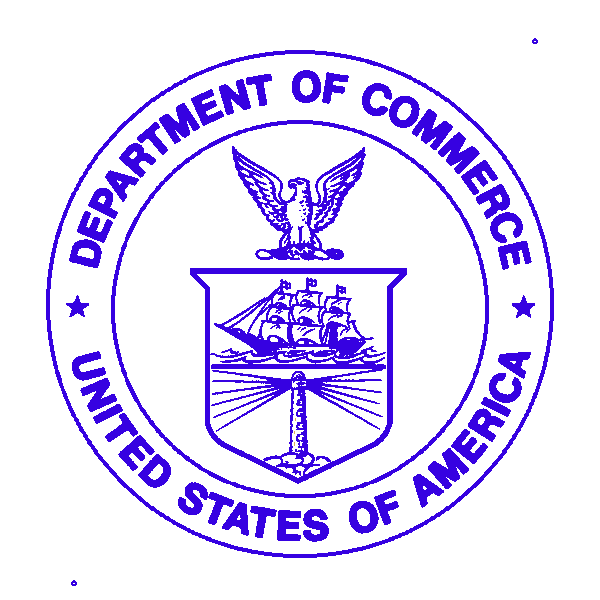 DEPARTMENT OF COMMERCE
UNITED STATES OF AMERICA